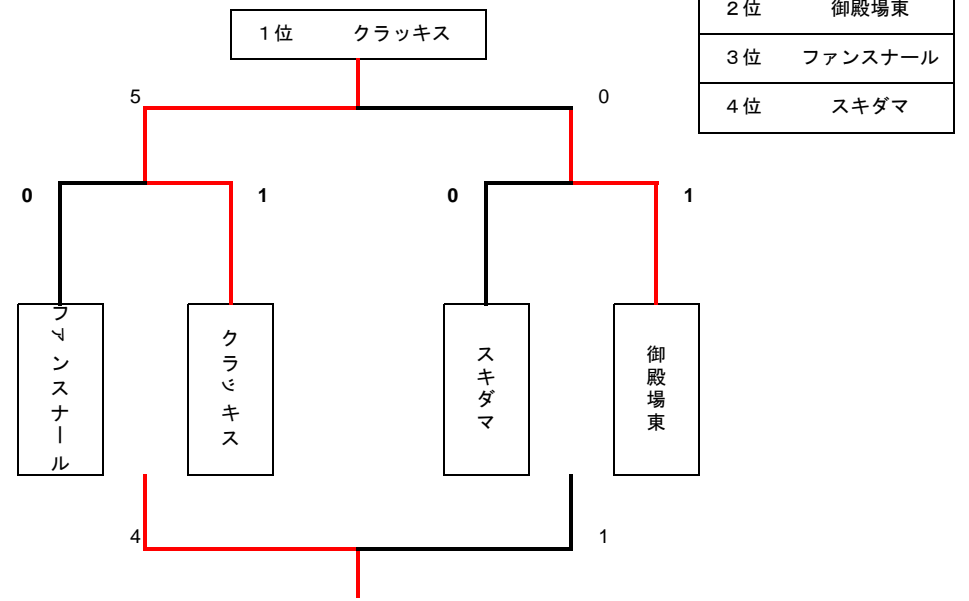 2位 御殿場東
1位 クラッキス
3位 ファンスナール
5
0
4位 スキダマ
0
1
0
1
ファンスナール
クラッキス
スキダマ
御殿場東
4
1